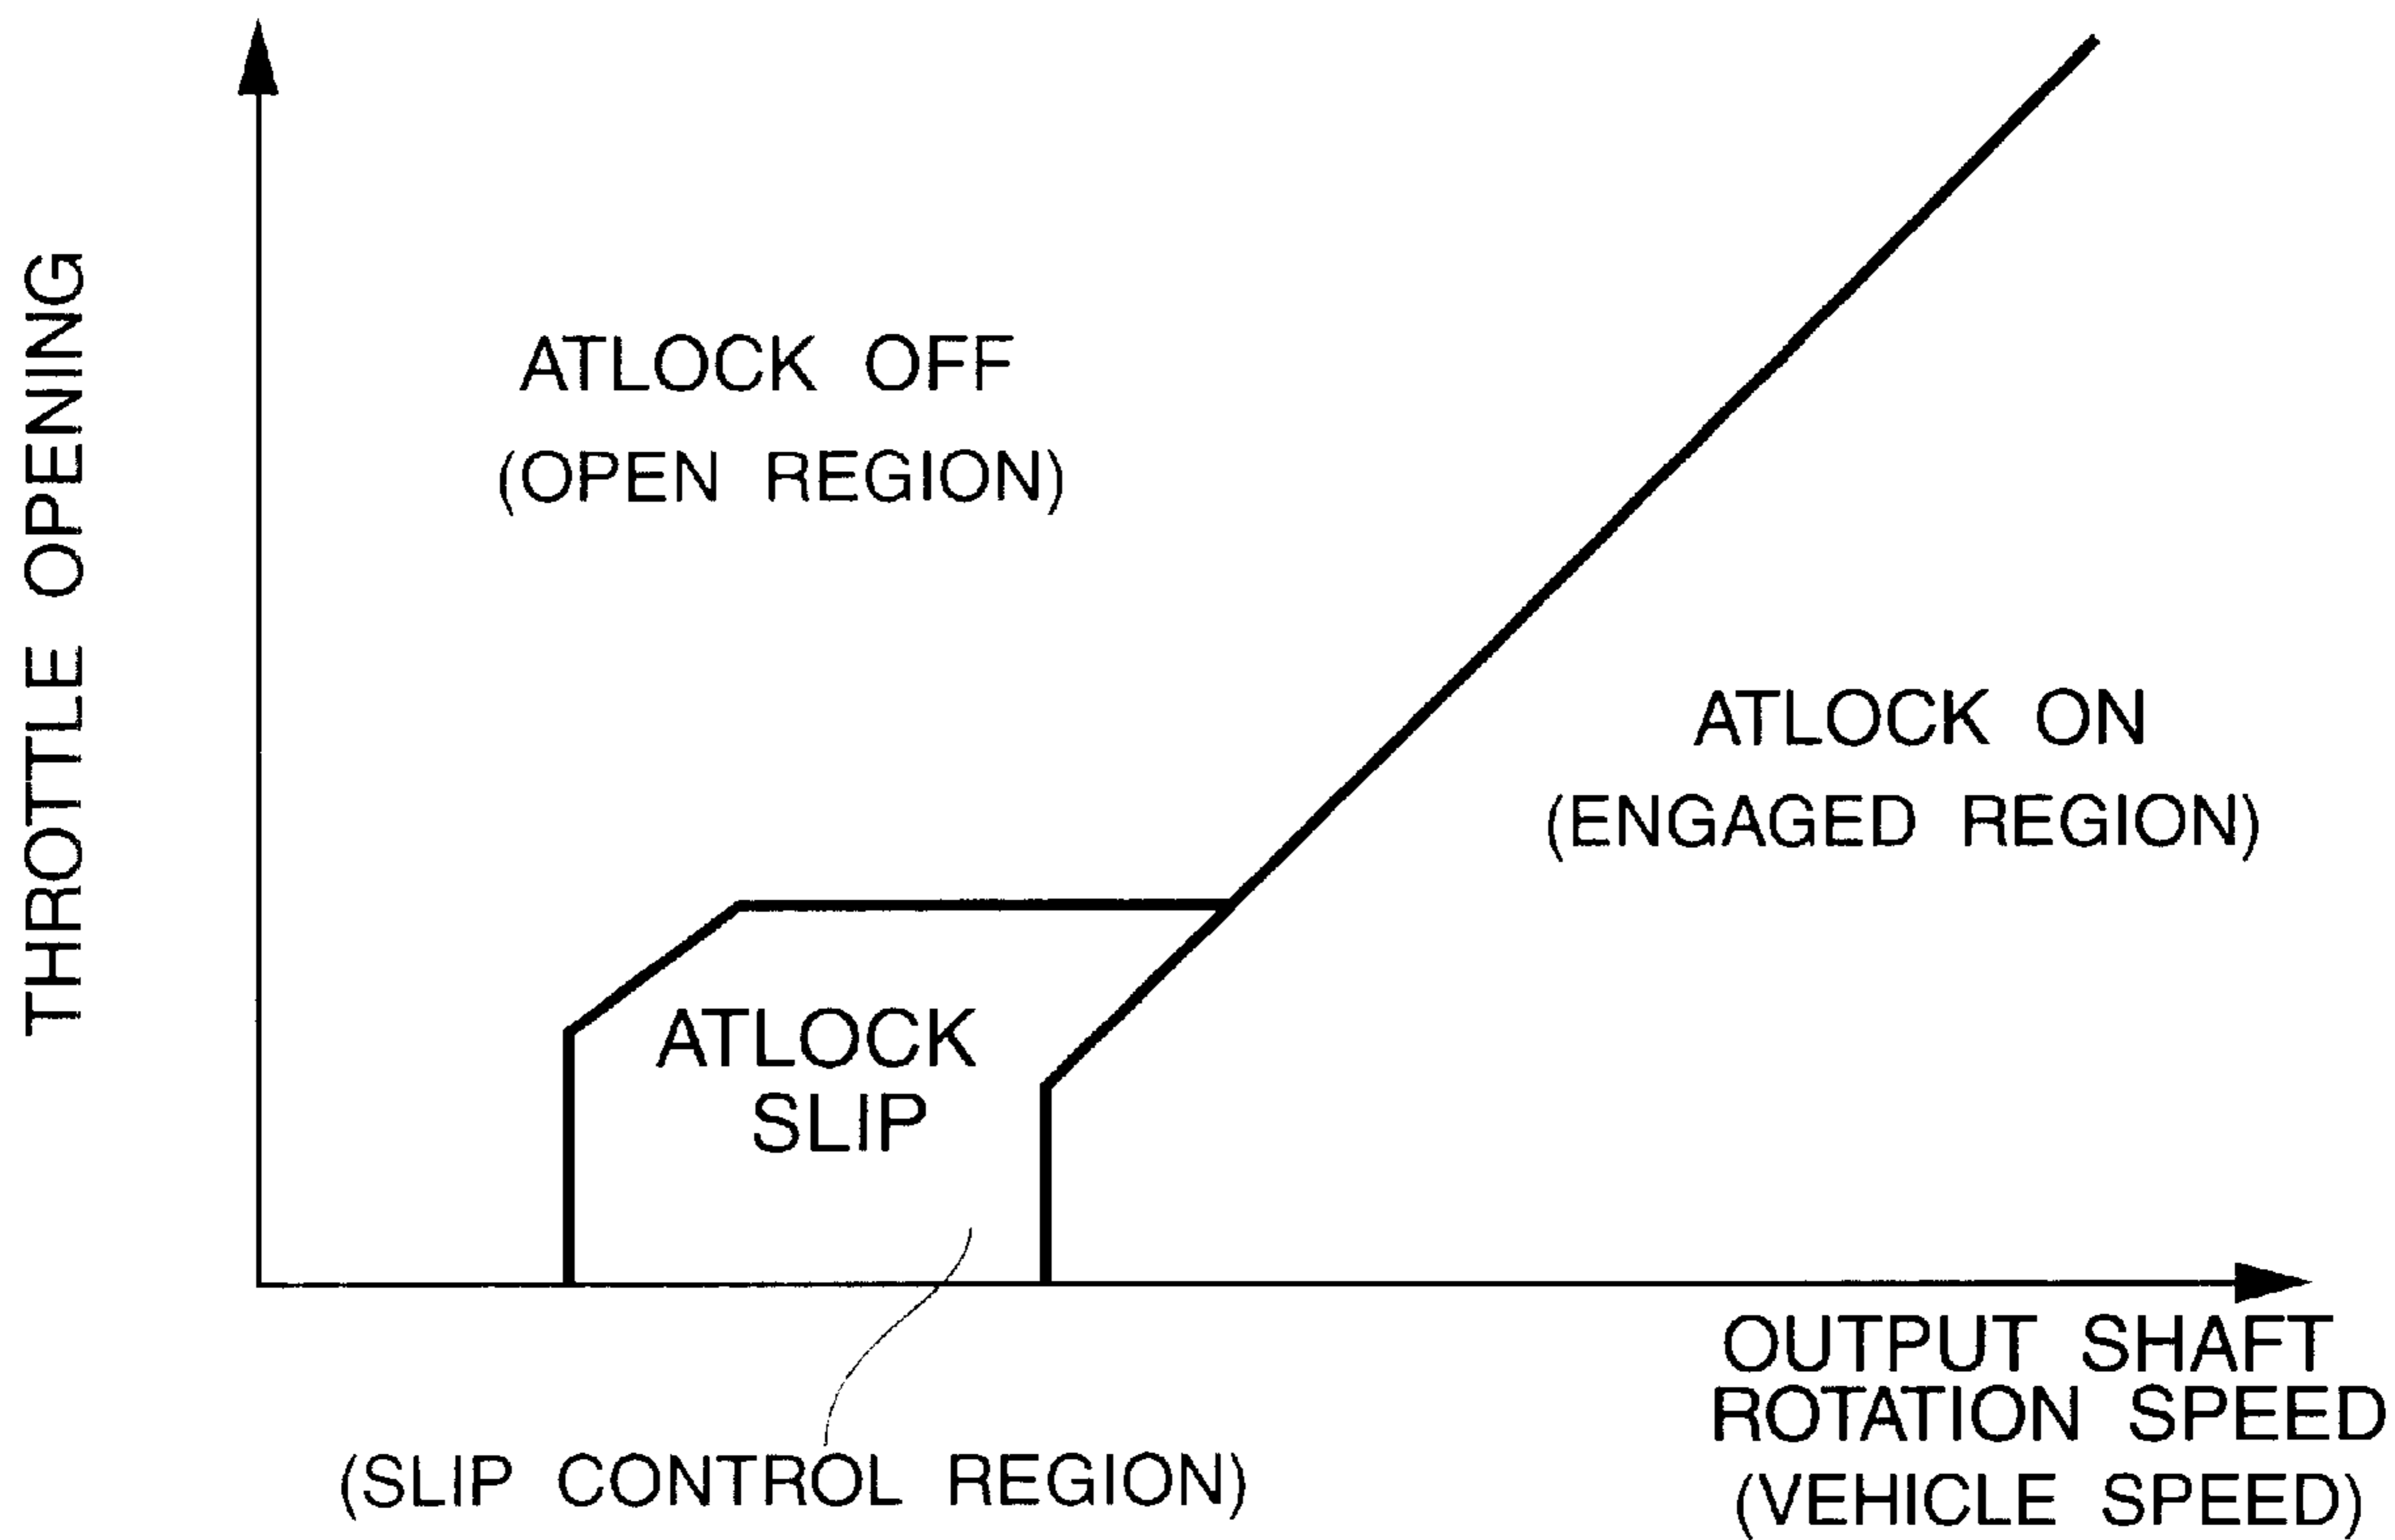 THROTTLE OPENING
ATLOCK OFF
(OPEN REGION)
ATLOCK ON
(ENGAGED REGION)
ATLOCK
SLIP
(SLIP CONTROL REGION)
OUTPUT SHAFT
ROTATION SPEED
(VEHICLE SPEED)